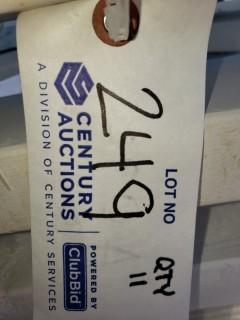 CENTURY
AUCTIONS
A DIVISION OF CENTURY SERVICES
POWERED BY
ClubBid
249
LOT NO
QTY
11